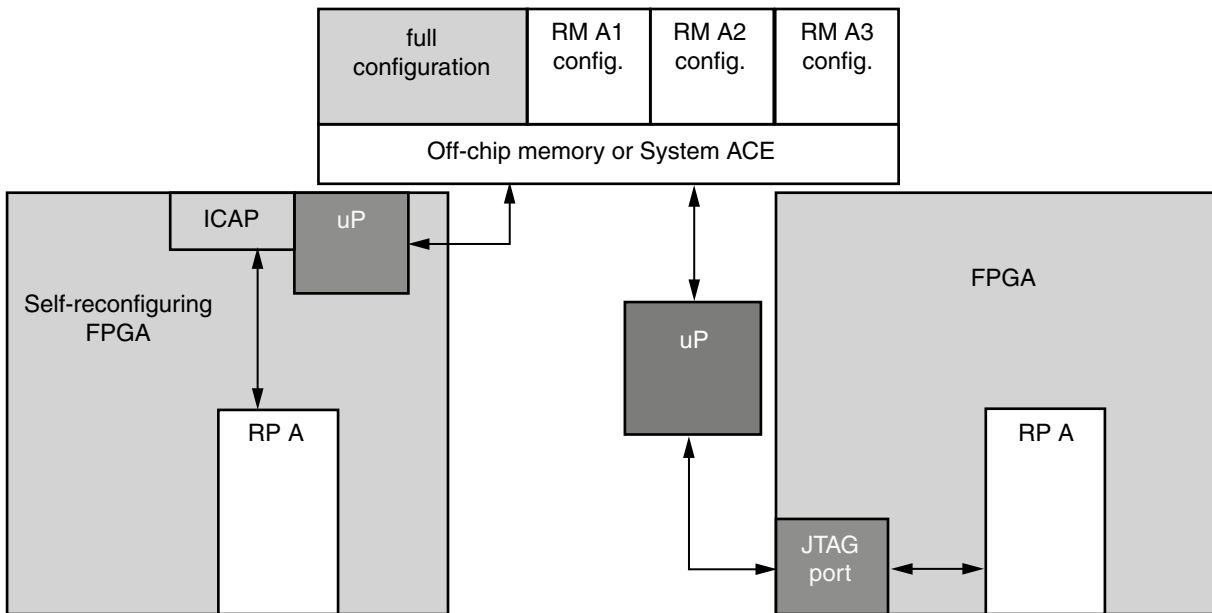 full
configuration
RM A1
config.
RM A2
config.
RM A3
config.
Off-chip memory or System ACE
ICAP
uP
Self-reconfiguring
FPGA
RP A
uP
FPGA
RP A
JTAG
port